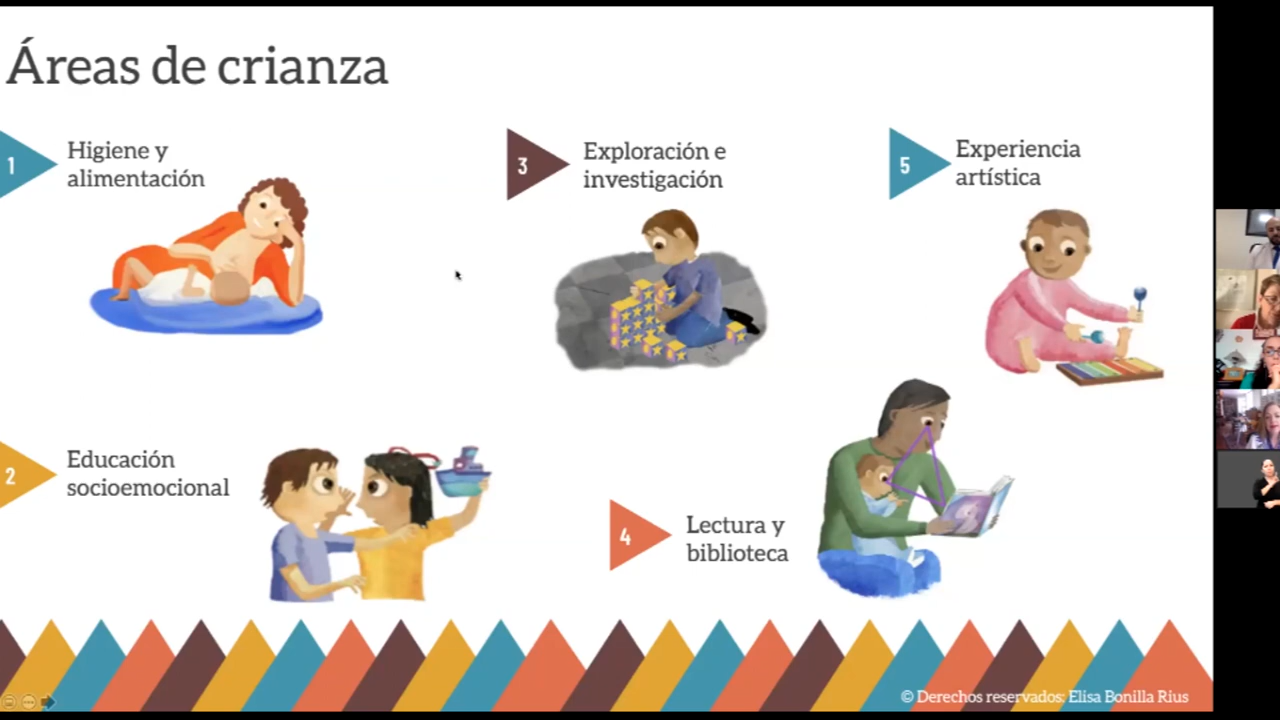 Áreas de crianza
1
Higiene y
alimentación
3
Exploración e
investigación
5
Experiencia
artística
2
Educación
socioemocional
4
Lectura y
biblioteca
© Derechos reservados: Elisa Bonilla Rius